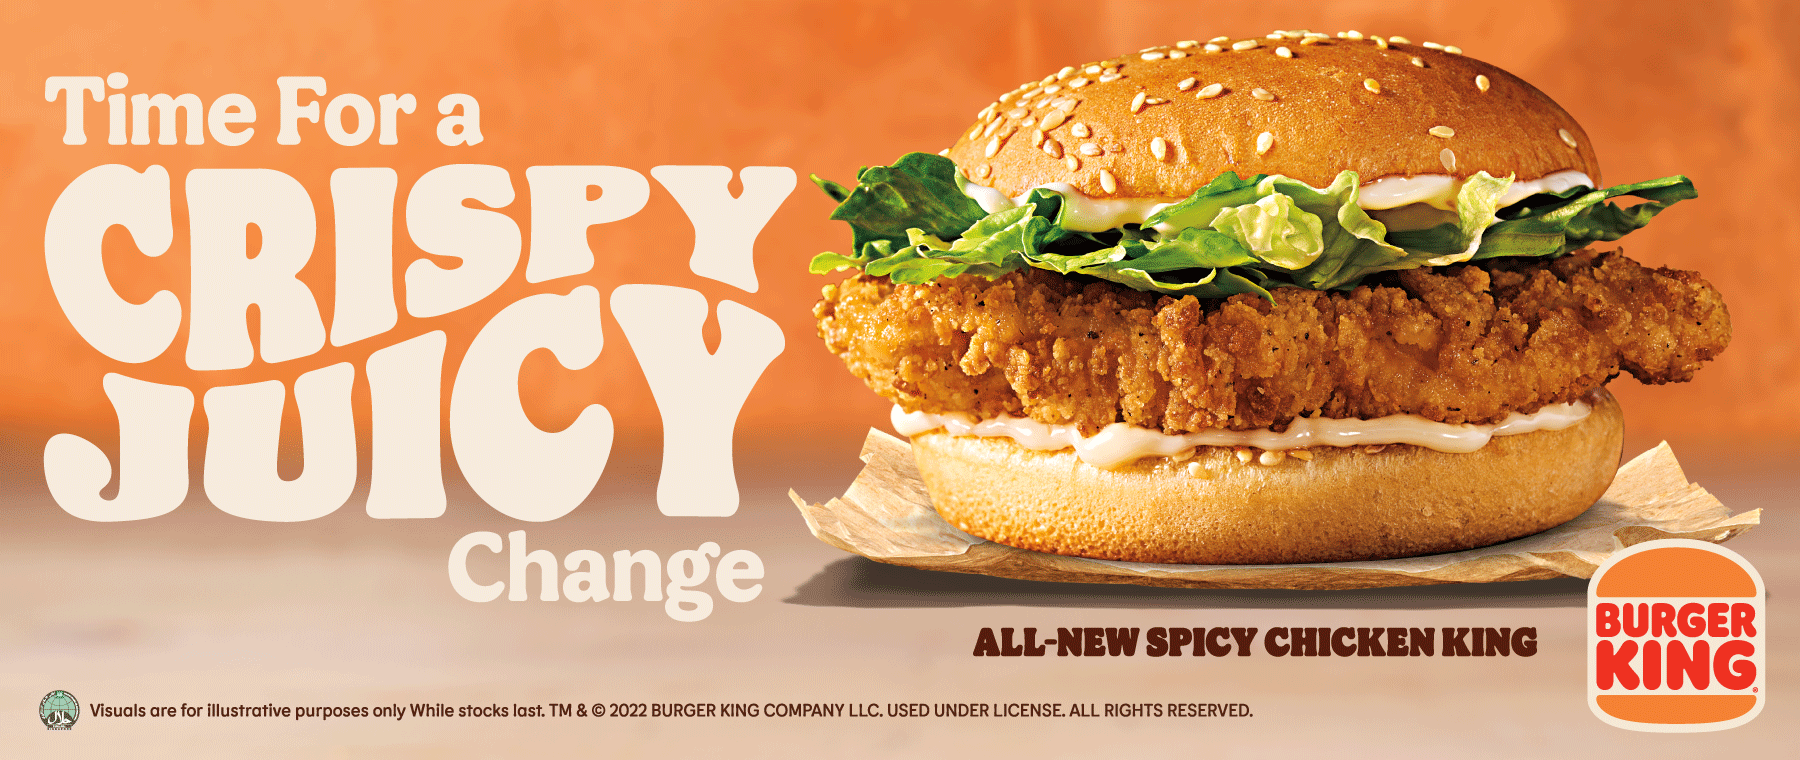 Time For a
CRISPY
JUICY
Change
ALL-NEW SPICY CHICKEN KING
BURGER
KING®
Visuals are for illustrative purposes only While stocks last. TM & © 2022 BURGER KING COMPANY LLC. USED UNDER LICENSE. ALL RIGHTS RESERVED.